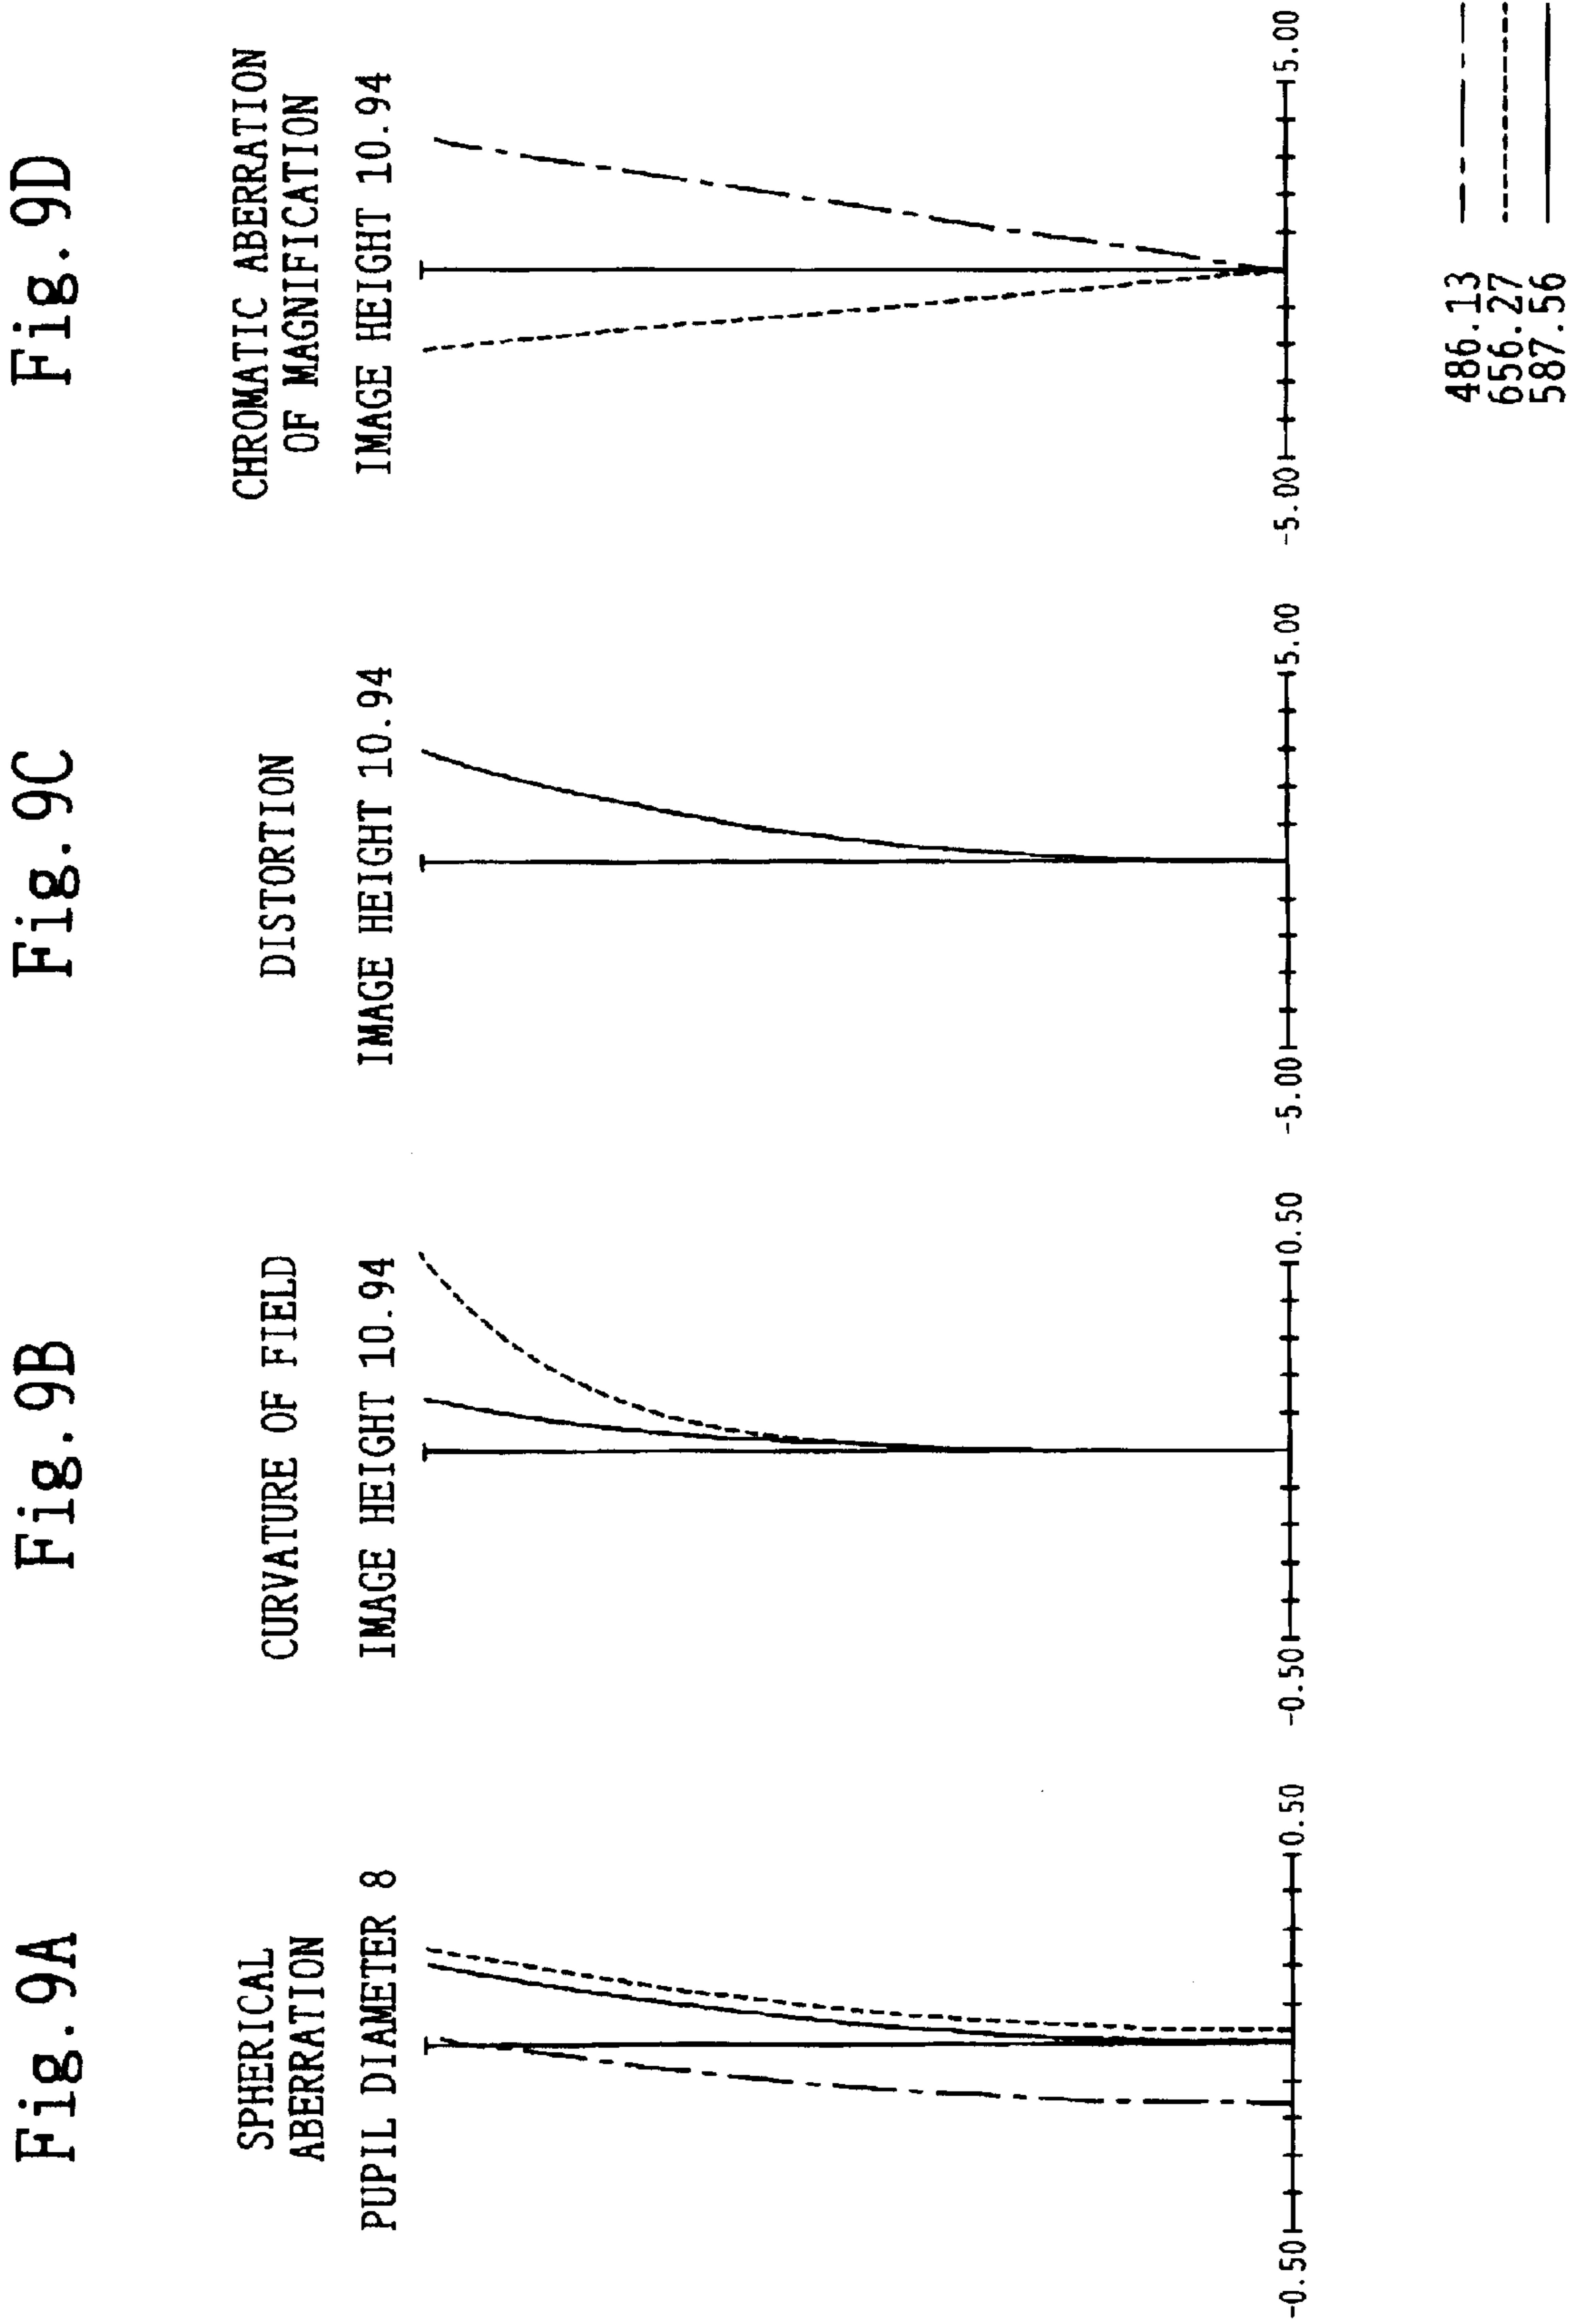 Fig.9A
SPHERICAL
ABERRATION
PUPIL DIAMETER 8
-0.50
0.50
Fig.9B
CURVATURE OF FIELD
IMAGE HEIGHT 10.94
-0.50
0.50
Fig.9C
DISTORTION
IMAGE HEIGHT 10.94
-5.00
5.00
Fig.9D
CHROMATIC ABERRATION
OF MAGNIFICATION
IMAGE HEIGHT 10.94
-5.00
5.00
486.13
656.27
587.56